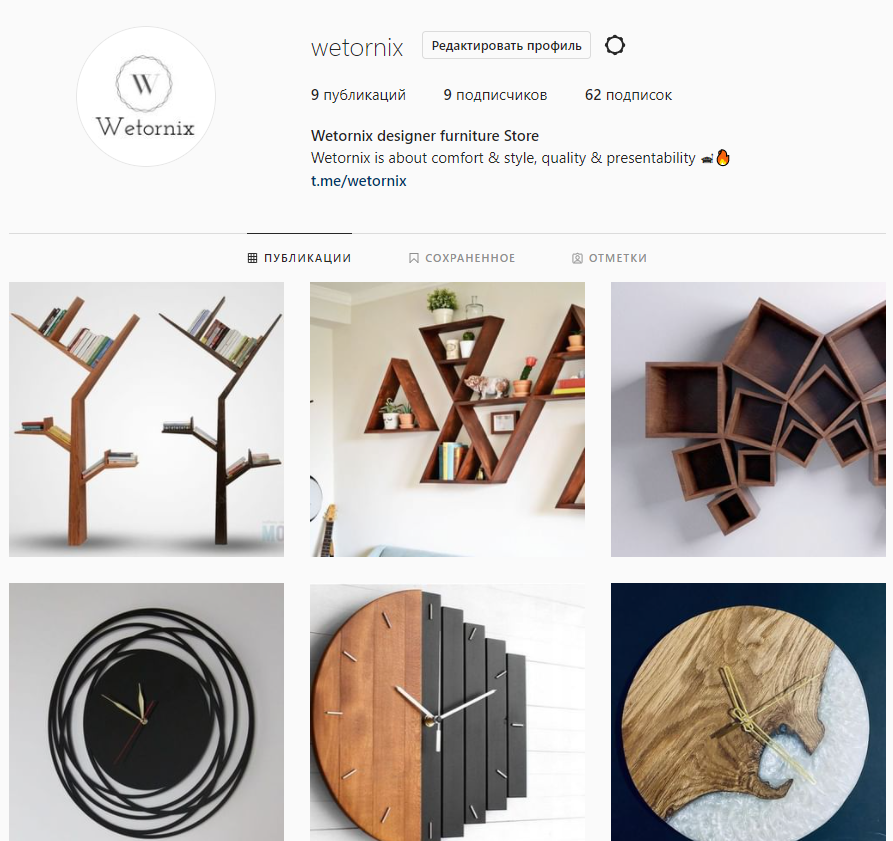 W
Wetornix
wetornix
Редактировать профиль
9 публикаций 9 подписчиков 62 подписок
Wetornix designer furniture Store
Wetornix is about comfort & style, quality & presentability
t.me/wetornix
ПУБЛИКАЦИИ СОХРАНЕННОЕ ОТМЕТКИ
MO